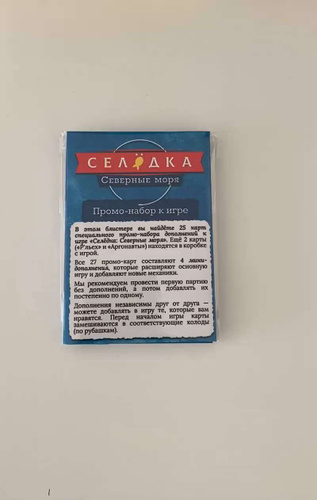 СЕЛЁДКА
Северные моря
Промо-набор к игре
В этом блистере вы найдёте 25 карт
специального промо-набора дополнений к
игре «Селёдка: Северные моря». Ещё 2 карты
(«Р'льех» и «Аргонавты») находятся в коробке
с игрой.
Все 27 промо-карт составляют 4 мини-
дополнения, которые расширяют основную
игру и добавляют новые механики.
Мы рекомендуем провести первую партию
без дополнений, а потом добавлять их
постепенно по одному.
Дополнения независимы друг от друга —
можете добавлять в игру те, которые вам
нравятся. Перед началом игры карты
замешиваются в соответствующие колоды
(по рубашкам).